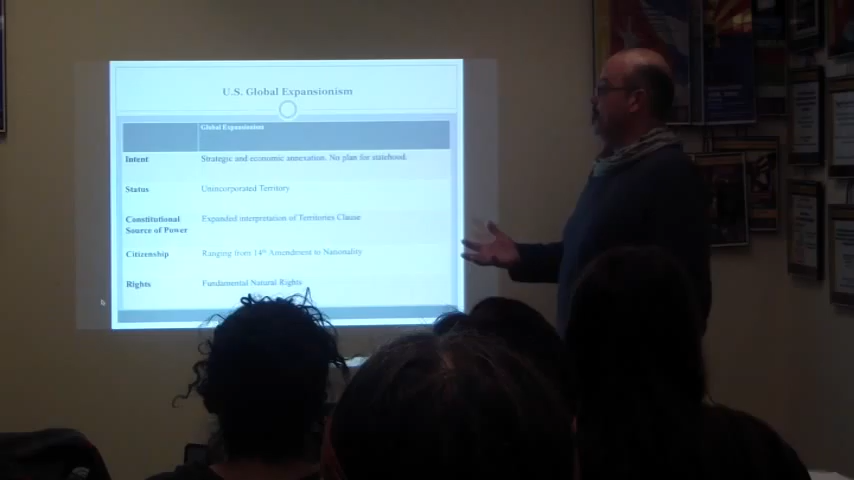 U.S. Global Expansionism
Global Expansionism
Intent Strategic and economic annexation. No plan for statehood.
Status Unincorporated Territory
Constitutional Source of Power Expanded interpretation of Territories Clause
Citizenship Ranging from 14th Amendment to Nationality
Rights Fundamental Natural Rights